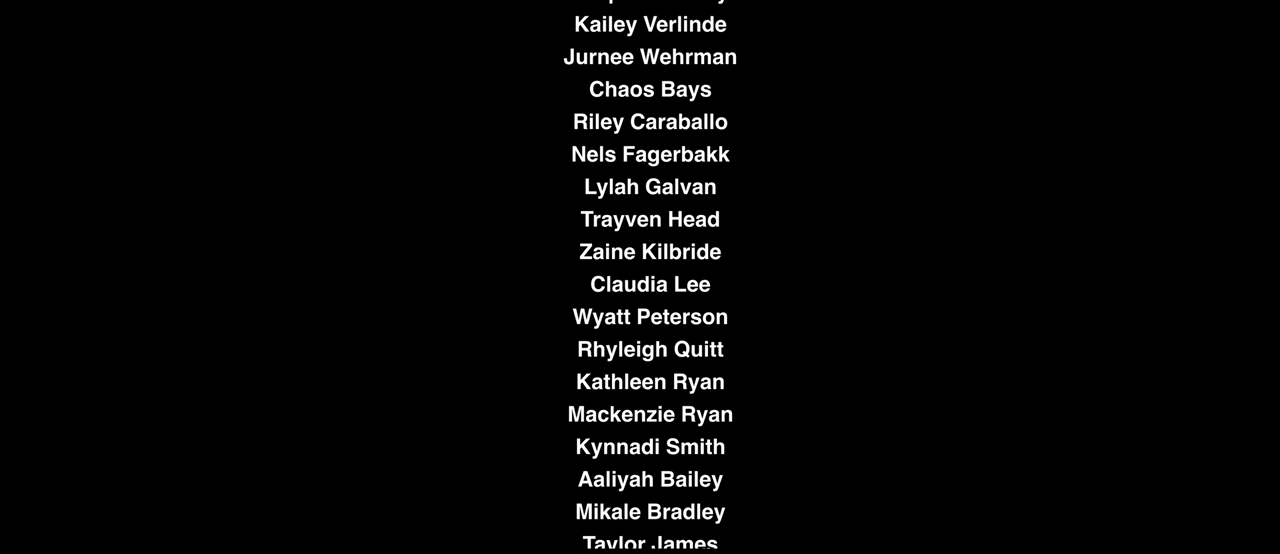 Kailey Verlinde
Jurnee Wehrman
Chaos Bays
Riley Caraballo
Nels Fagerbakk
Lylah Galvan
Trayven Head
Zaine Kilbride
Claudia Lee
Wyatt Peterson
Rhyleigh Quitt
Kathleen Ryan
Mackenzie Ryan
Kynnadi Smith
Aaliyah Bailey
Mikale Bradley
Taylor James